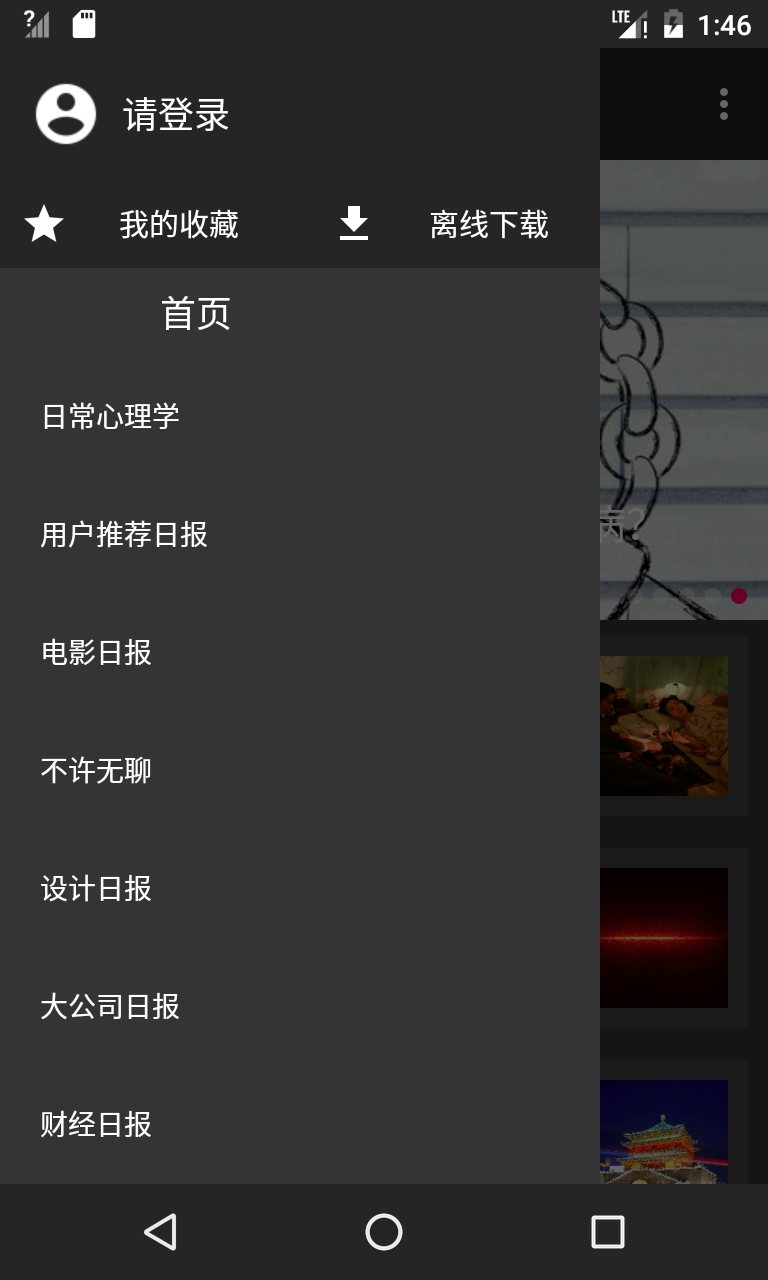 LTE 1:46
请登录
我的收藏 离线下载
首页
日常心理学
用户推荐日报
病？
电影日报
不许无聊
设计日报
大公司日报
财经日报